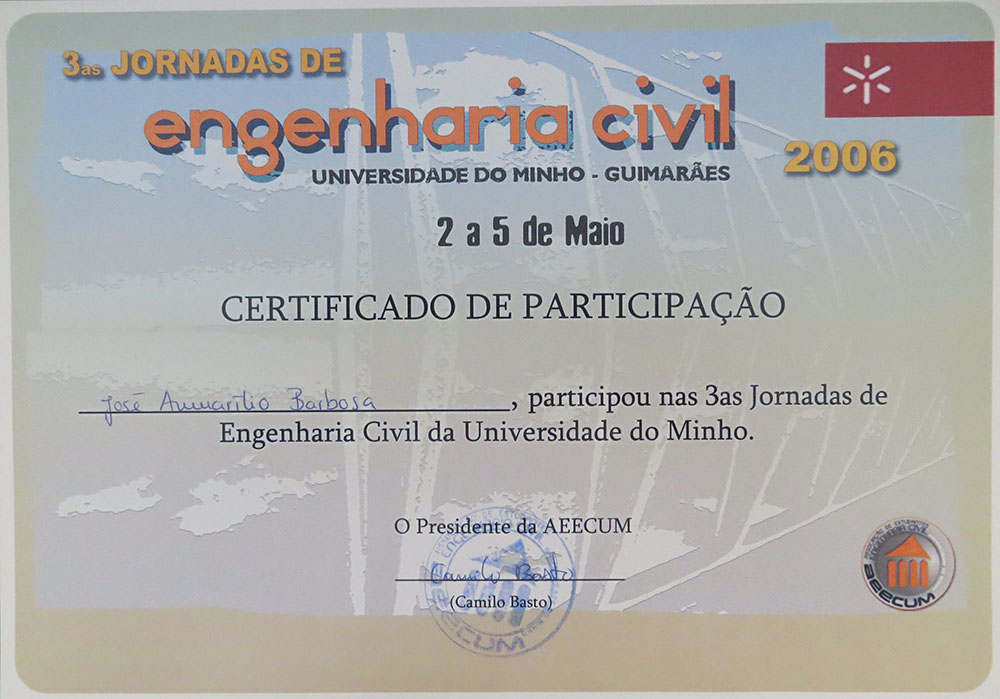 3as JORNADAS DE
engenharia civil
UNIVERSIDADE DO MINHO - GUIMARÃES
2006
2 a 5 de Maio
CERTIFICADO DE PARTICIPAÇÃO
José Barbosa, participou nas 3as Jornadas de
Engenharia Civil da Universidade do Minho.
O Presidente da AEECUM
Camilo Basto
(Camilo Basto)
AEECUM
AEECUM